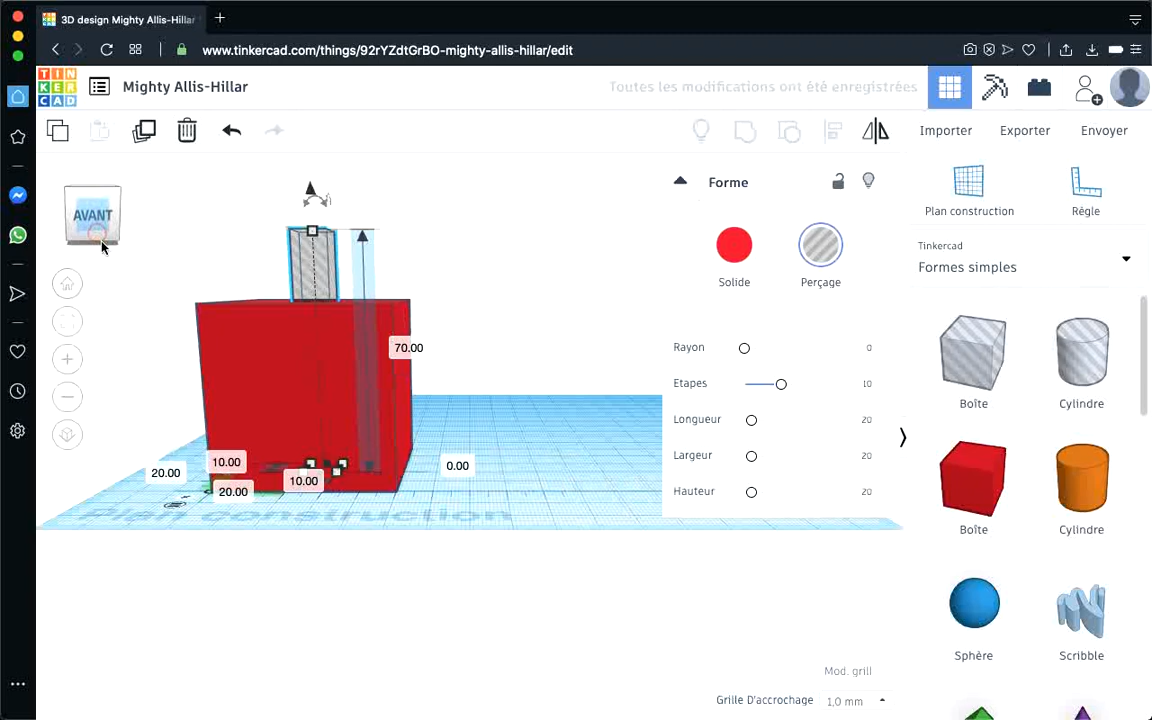 3D design Mighty Allis-Hillar
www.tinkercad.com/things/92rYZdtGrBO-mighty-allis-hillar/edit
TIN
KER
CAD
Mighty Allis-Hillar
Toutes les modifications ont été enregistrées
Importer
Exporter
Envoyer
AVANT
Forme
Solide
Perçage
Plan construction
Règle
Tinkercad
Formes simples
Rayon
0
Etapes
10
Longueur
20
Largeur
20
Hauteur
20
70.00
20.00
10.00
20.00
10.00
0.00
Plan construction
Boîte
Cylindre
Boîte
Cylindre
Sphère
Scribble
Mod. grill
Grille D'accrochage
1,0 mm